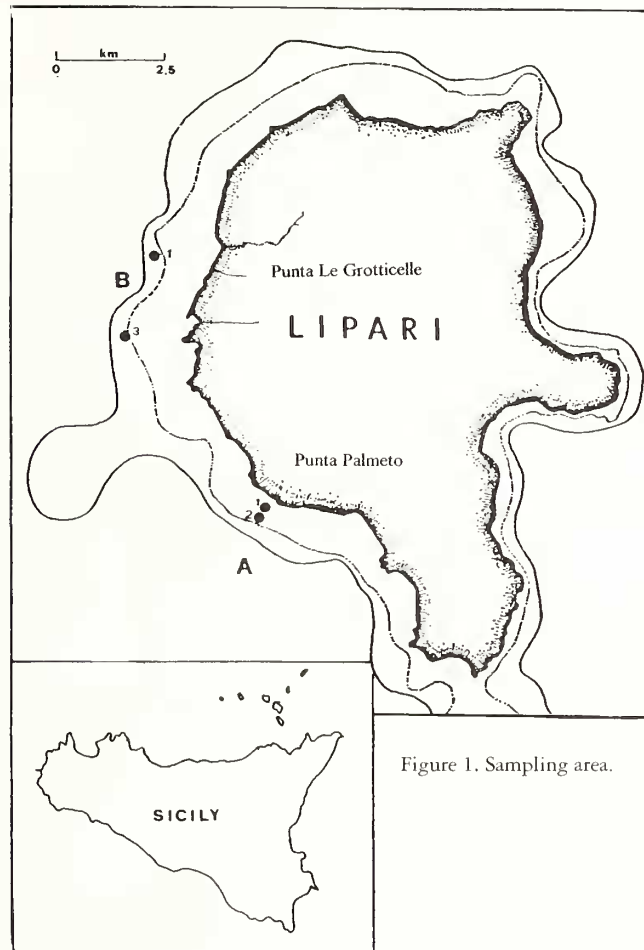 km
0 2.5
1
Punta Le Grotticelle
B
3
LIPARI
Punta Palmeto
1
2
A
Figure 1. Sampling area.
SICILY